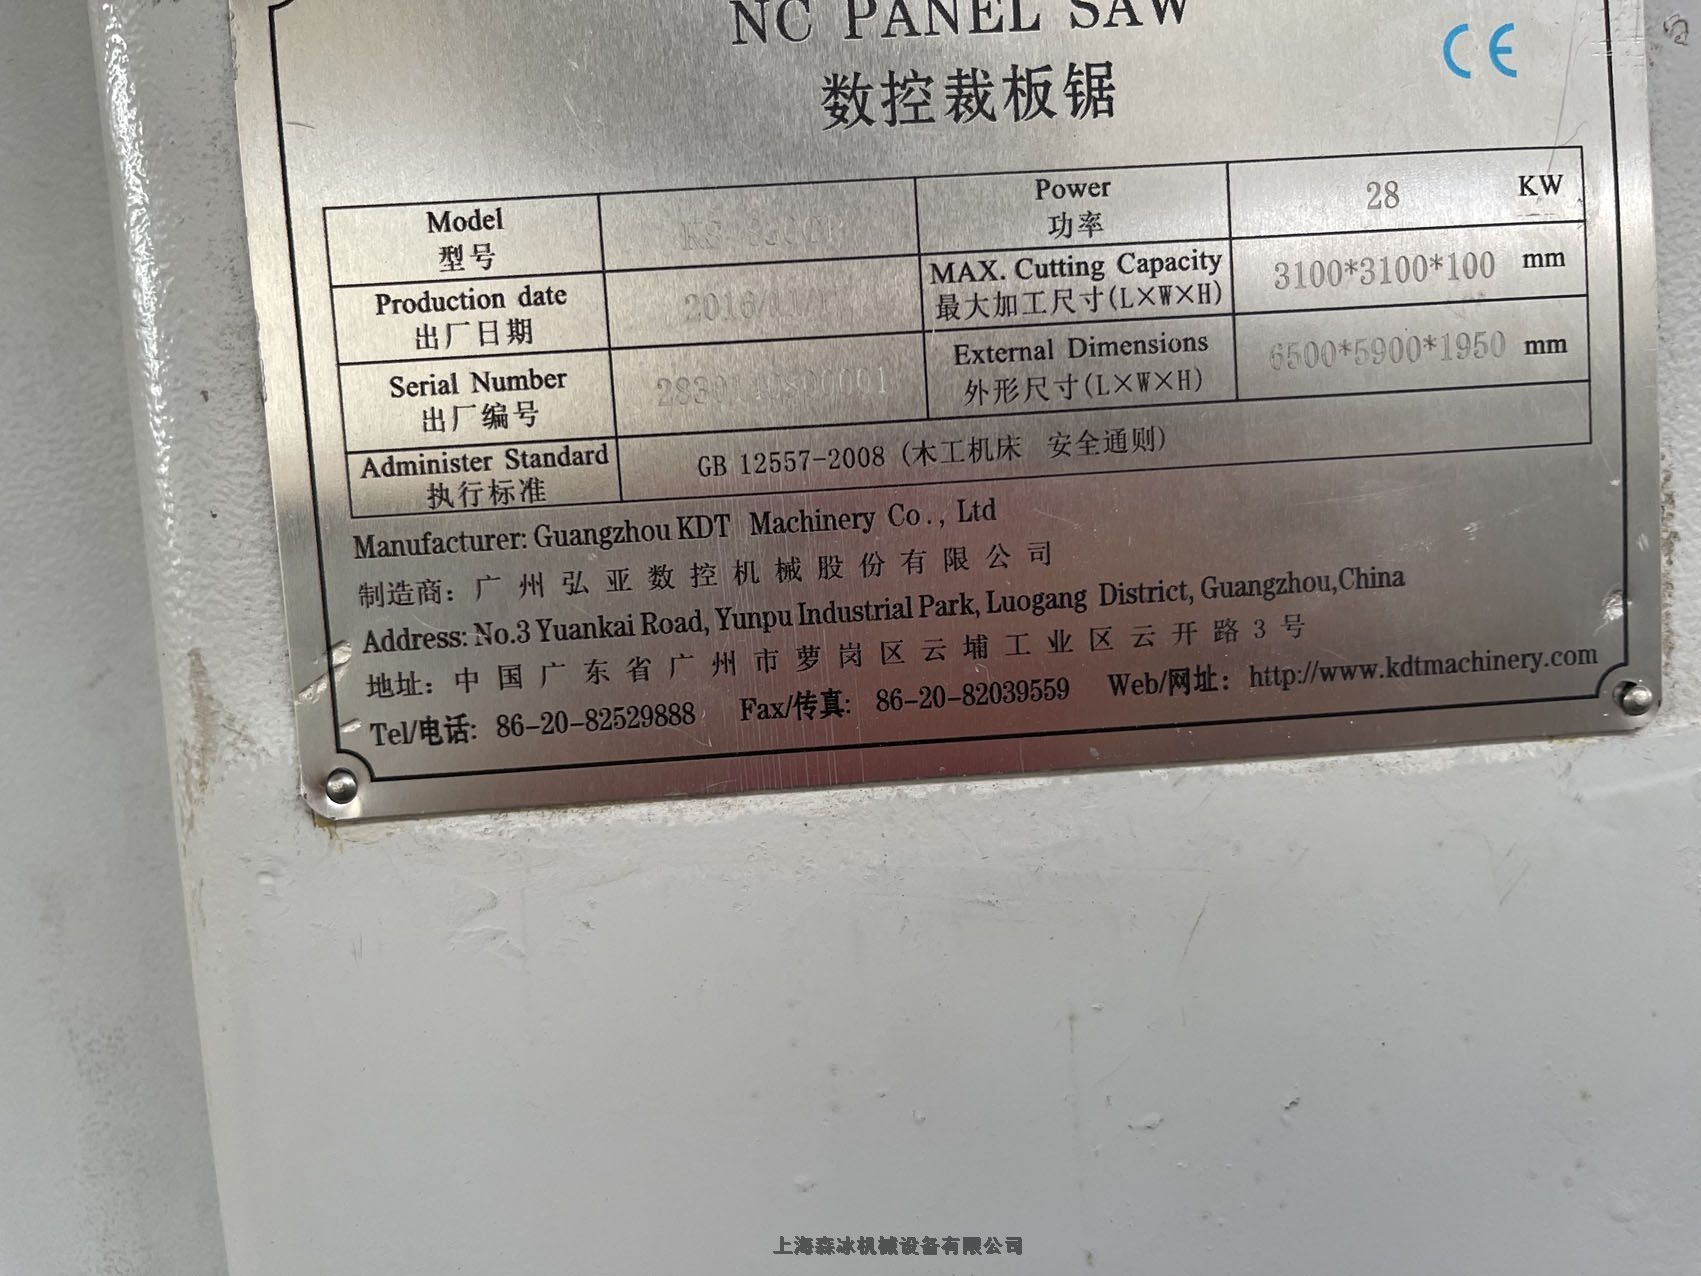 NC PANEL SAW
CE
数控裁板锯
Model
型号
Power
功率
28 KW
Production date
出厂日期
2016/
MAX. Cutting Capacity
最大加工尺寸(L×W×H)
3100*3100*100 mm
Serial Number
出厂编号
External Dimensions
外形尺寸(L×W×H)
6500*5900*1950 mm
Administer Standard
执行标准
GB 12557-2008 (木工机床 安全通则)
Manufacturer: Guangzhou KDT Machinery Co., Ltd
制造商：广州弘亚数控机械股份有限公司
Address: No.3 Yuankai Road, Yunpu Industrial Park, Luogang District, Guangzhou,China
地址：中国广东省广州市萝岗区云埔工业区云开路3号
Tel/电话: 86-20-82529888 Fax/传真: 86-20-82039559 Web/网址: http://www.kdtmachinery.com
上海森冰机械设备有限公司